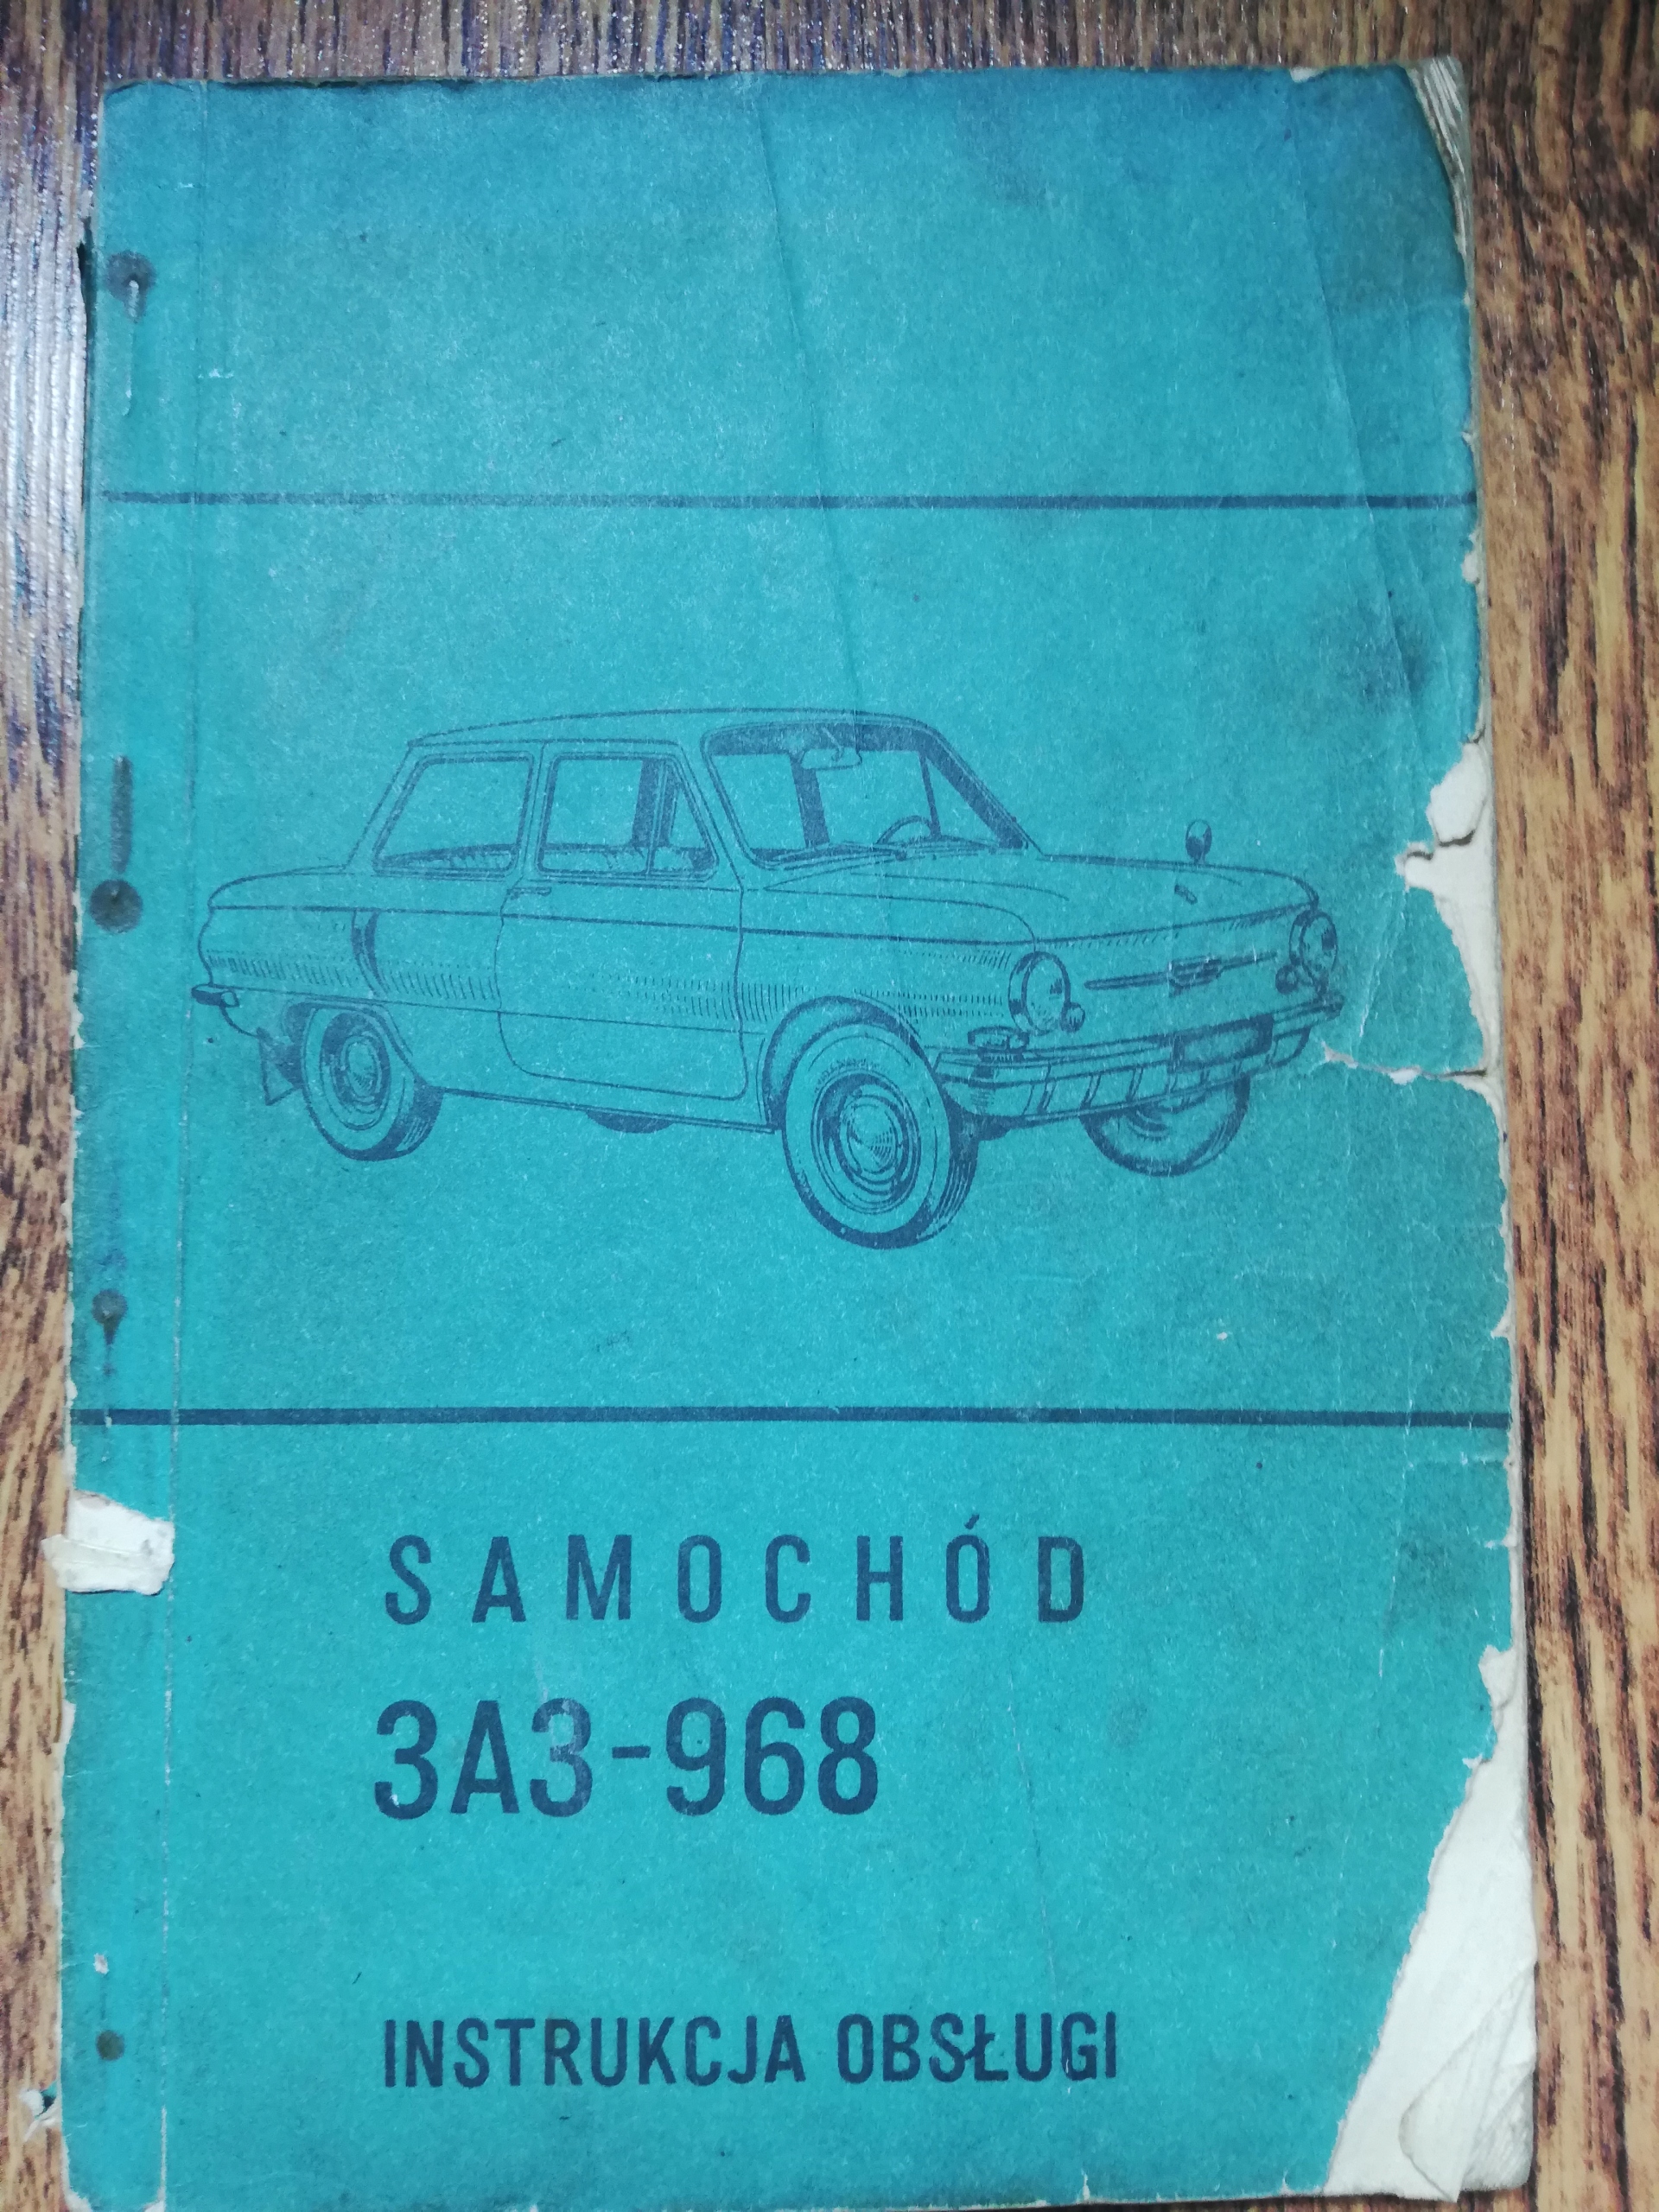 SAMOCHÓD
ЗАЗ-968
INSTRUKCJA OBSŁUGI